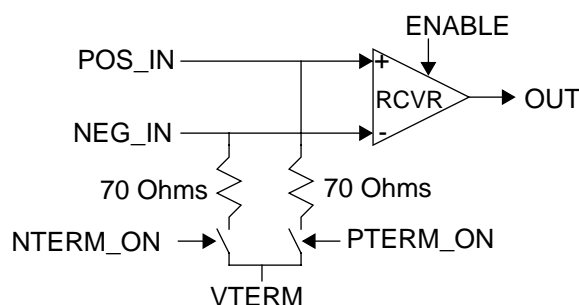 ENABLE
POS_IN
+
RCVR
OUT
NEG_IN
-
70 Ohms
70 Ohms
NTERM_ON
PTERM_ON
VTERM